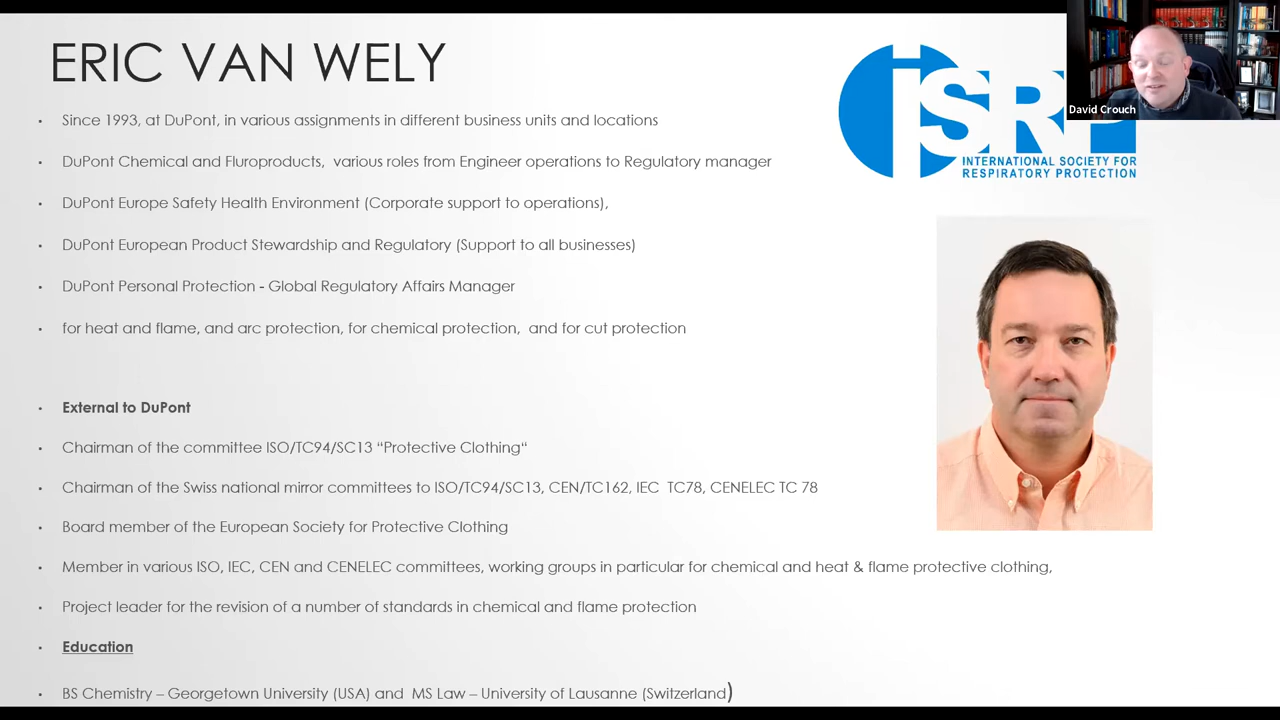 ERIC VAN WELY
• Since 1993, at DuPont, in various assignments in different business units and locations
• DuPont Chemical and Fluroproducts, various roles from Engineer operations to Regulatory manager
• DuPont Europe Safety Health Environment (Corporate support to operations),
• DuPont European Product Stewardship and Regulatory (Support to all businesses)
• DuPont Personal Protection - Global Regulatory Affairs Manager
• for heat and flame, and arc protection, for chemical protection, and for cut protection
• External to DuPont
• Chairman of the committee ISO/TC94/SC13 “Protective Clothing“
• Chairman of the Swiss national mirror committees to ISO/TC94/SC13, CEN/TC162, IEC TC78, CENELEC TC 78
• Board member of the European Society for Protective Clothing
• Member in various ISO, IEC, CEN and CENELEC committees, working groups in particular for chemical and heat & flame protective clothing,
• Project leader for the revision of a number of standards in chemical and flame protection
• Education
• BS Chemistry – Georgetown University (USA) and MS Law – University of Lausanne (Switzerland)
iSRP
INTERNATIONAL SOCIETY FOR
RESPIRATORY PROTECTION
David Crouch